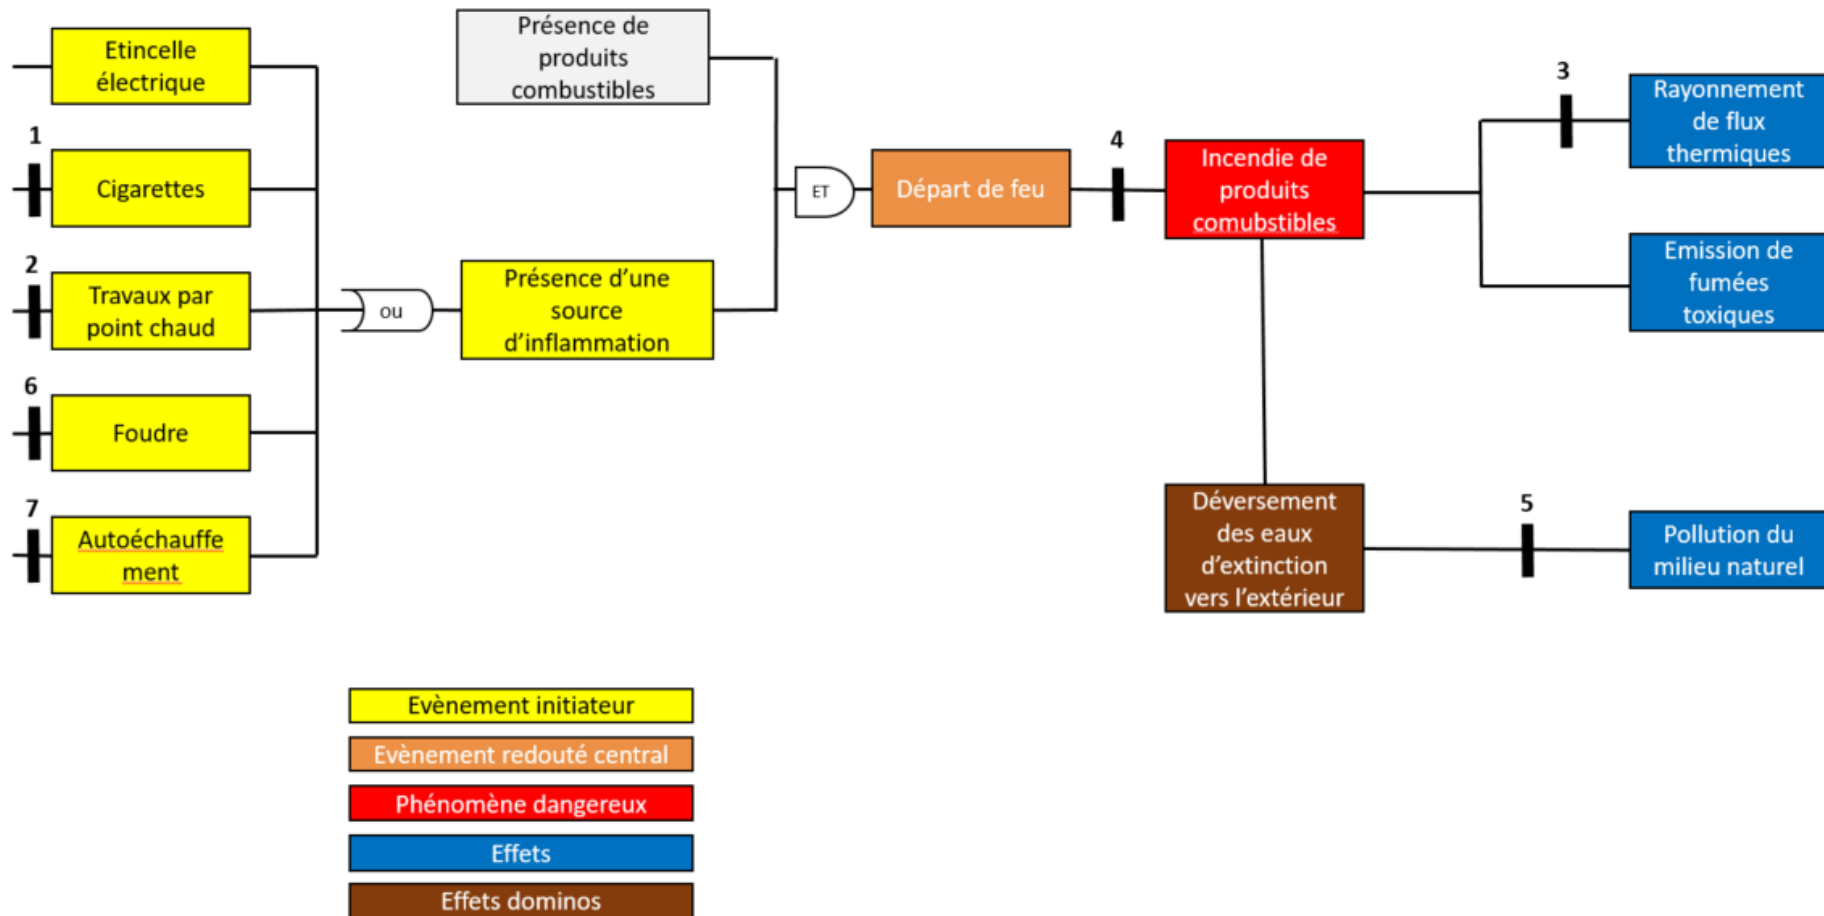 Etincelle
électrique
1
Cigarettes
2
Travaux par
point chaud
6
Foudre
7
Autoéchauffe
ment
ou
Présence de
produits
combustibles
Présence d’une
source
d’inflammation
ET
Départ de feu
4
Incendie de
produits
comubstibles
3
Rayonnement
de flux
thermiques
Emission de
fumées
toxiques
Déversement
des eaux
d’extinction
vers l’extérieur
5
Pollution du
milieu naturel
Evènement initiateur
Evènement redouté central
Phénomène dangereux
Effets
Effets dominos